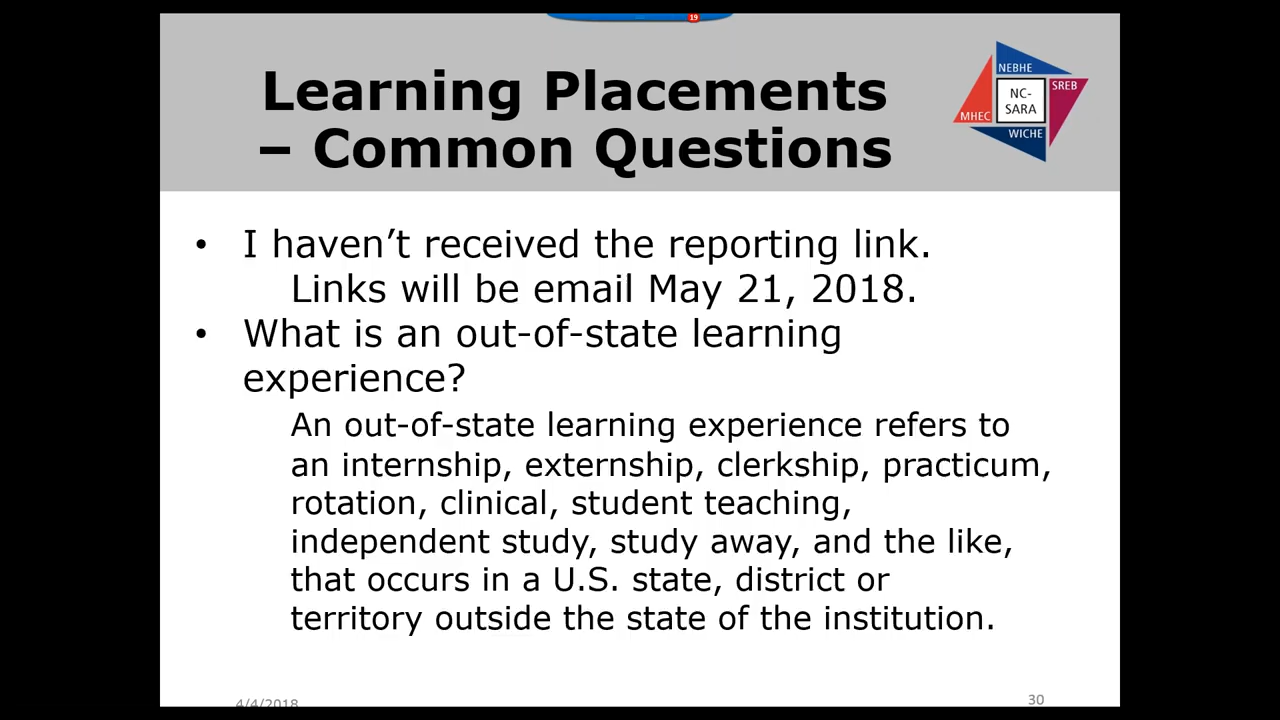 19
Learning Placements
– Common Questions
NEBHE
SREB
NC-
SARA
MHEC
WICHE
• I haven’t received the reporting link.
Links will be email May 21, 2018.
• What is an out-of-state learning
experience?
An out-of-state learning experience refers to
an internship, externship, clerkship, practicum,
rotation, clinical, student teaching,
independent study, study away, and the like,
that occurs in a U.S. state, district or
territory outside the state of the institution.
4/4/2018
30